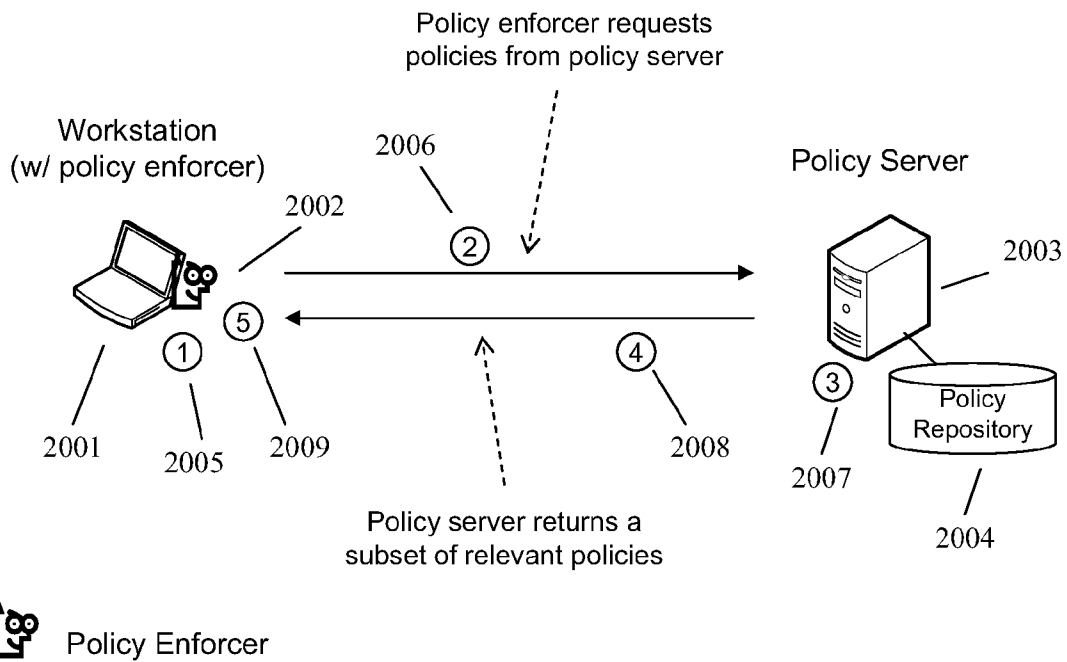 Policy enforcer requests
policies from policy server
Workstation
(w/ policy enforcer)
2006
Policy Server
2002
2
2003
5
1
4
3
Policy
Repository
2001
2005
2009
2008
2007
2004
Policy server returns a
subset of relevant policies
Policy Enforcer